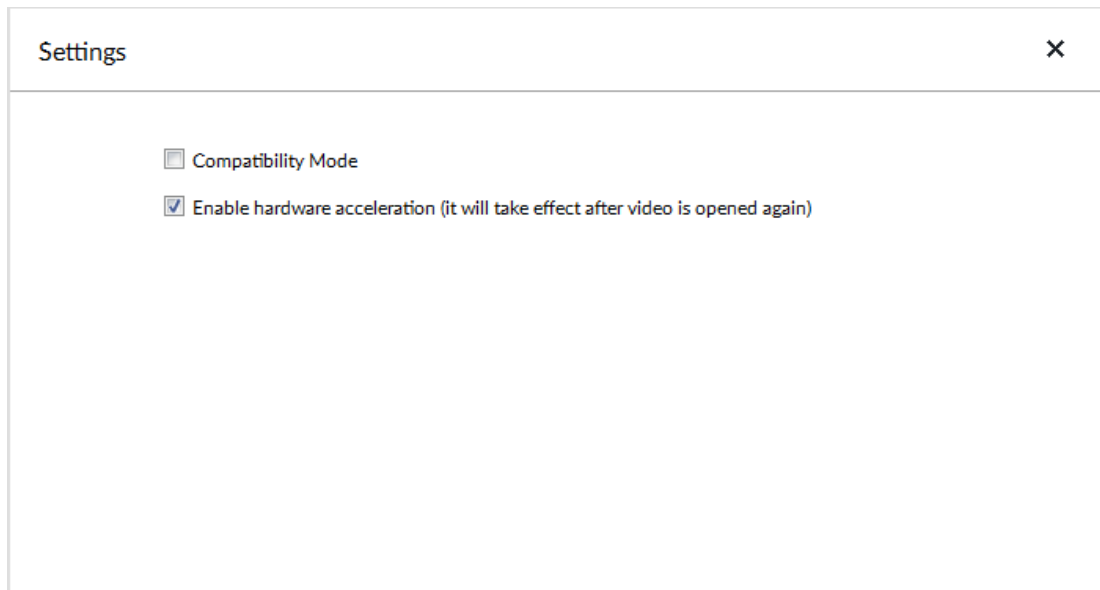 Settings
Compatibility Mode
Enable hardware acceleration (it will take effect after video is opened again)